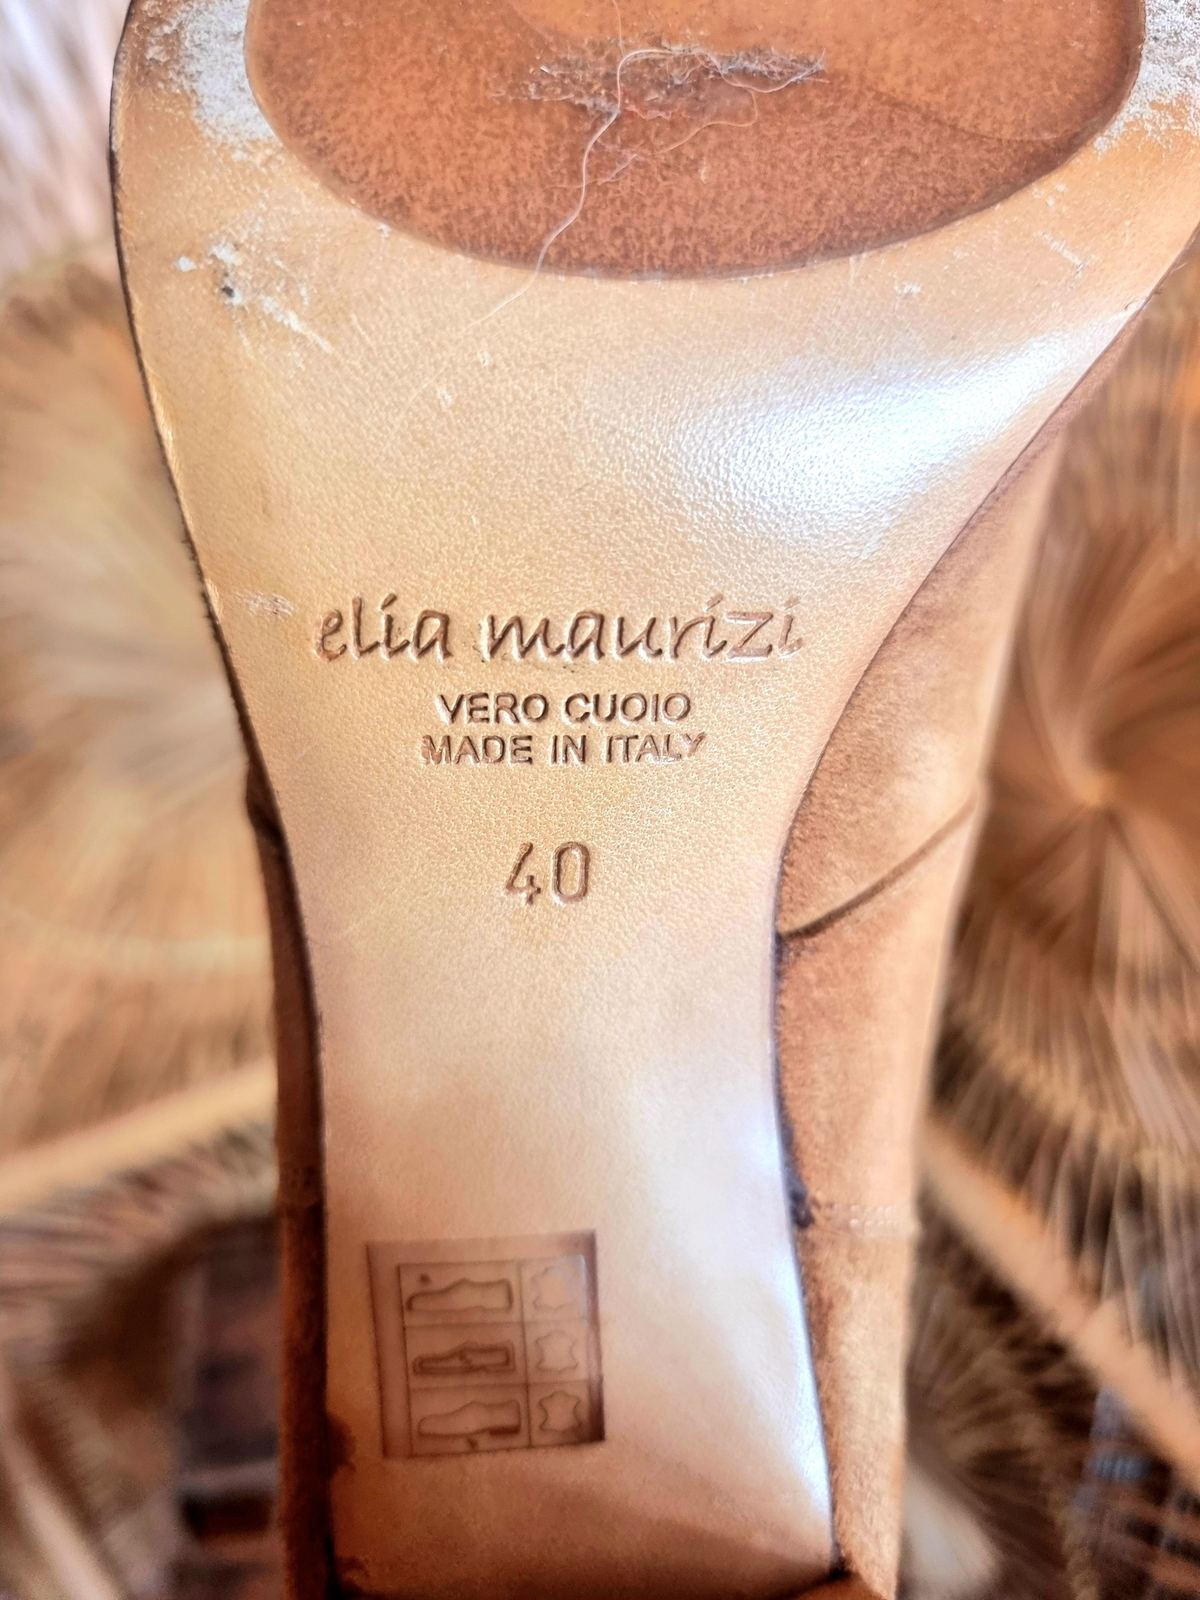 elia maurizi
VERO CUOIO
MADE IN ITALY
40